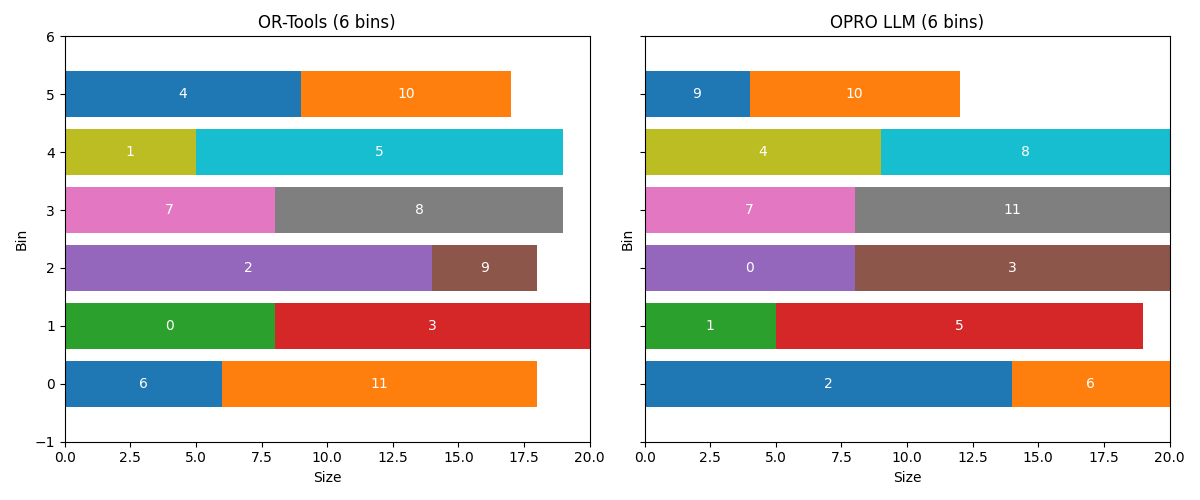 OR-Tools (6 bins)
6
5
4
3
2
1
0
−1
Bin
4 10
1 5
7 8
2 9
0 3
6 11
0.0 2.5 5.0 7.5 10.0 12.5 15.0 17.5 20.0
Size
OPRO LLM (6 bins)
Bin
9 10
4 8
7 11
0 3
1 5
2 6
0.0 2.5 5.0 7.5 10.0 12.5 15.0 17.5 20.0
Size